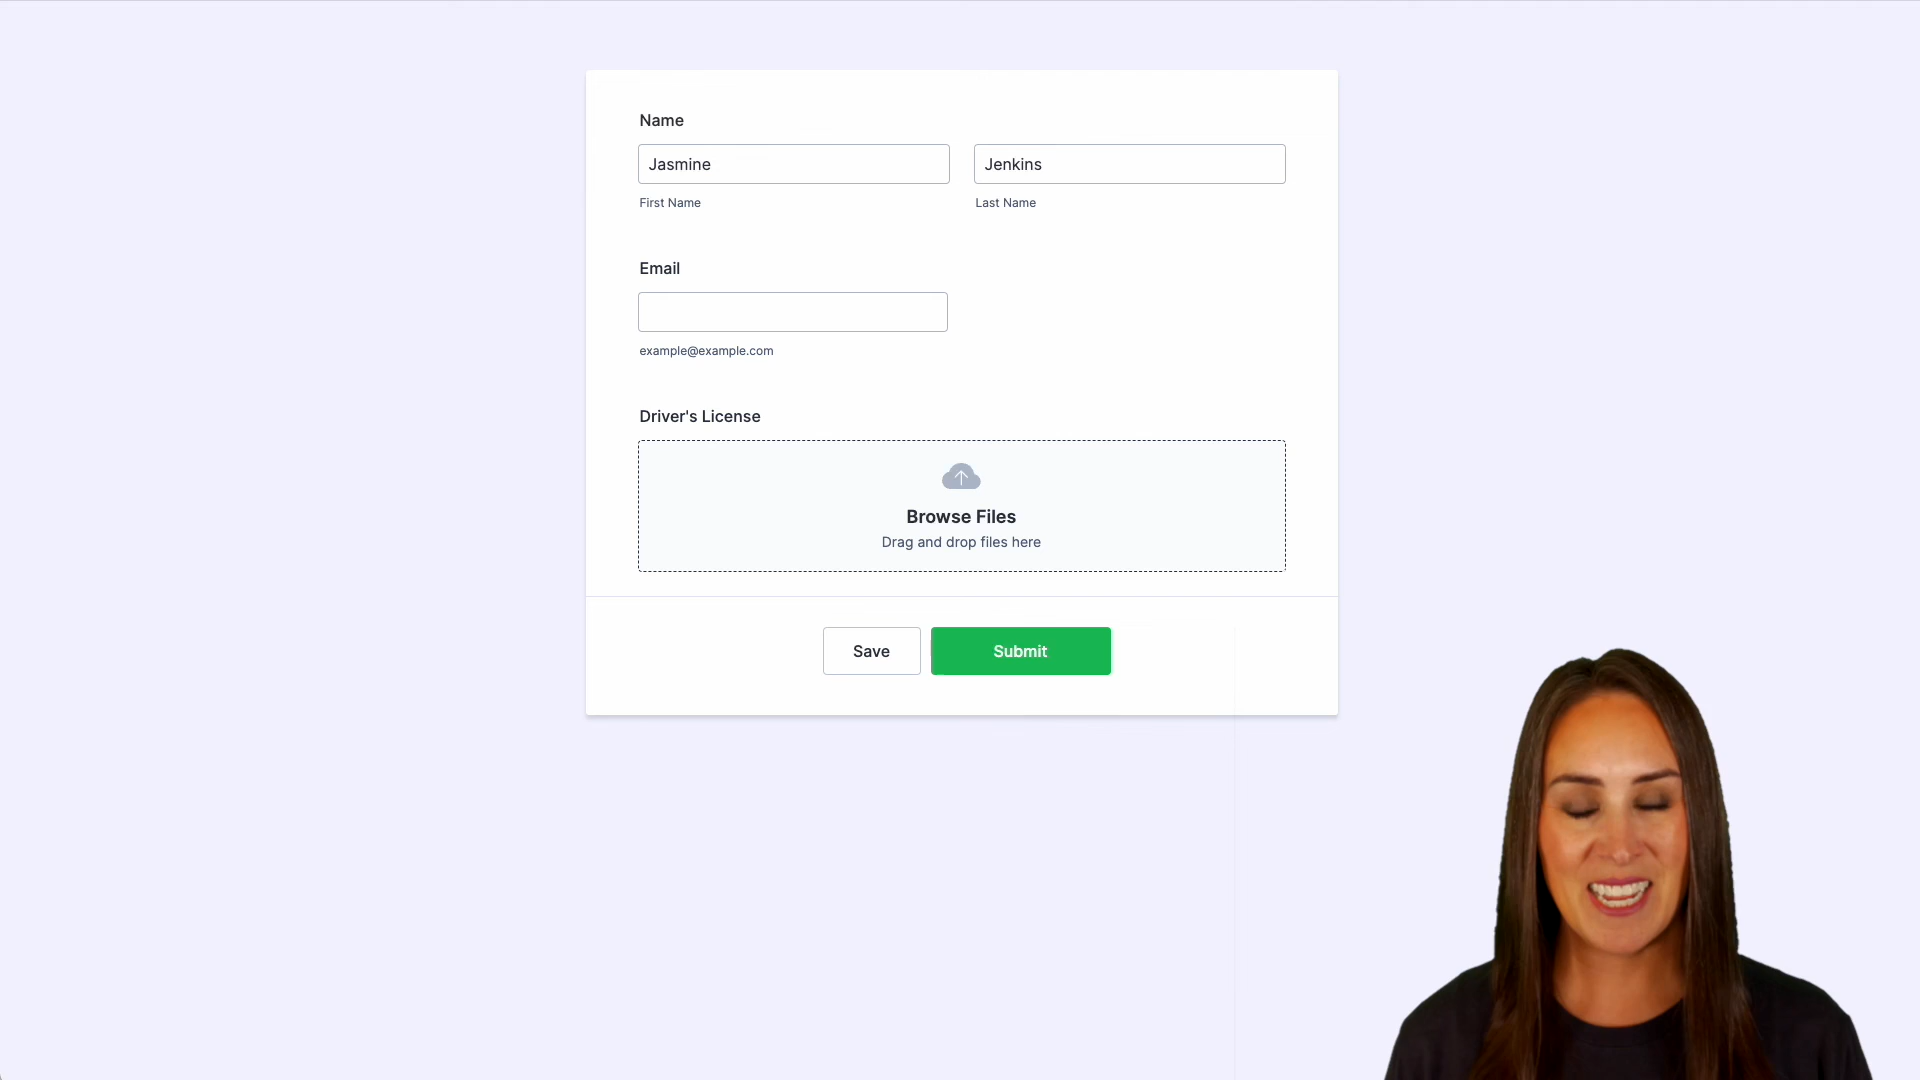 Name
Jasmine
Jenkins
First Name
Last Name
Email
example@example.com
Driver's License
Browse Files
Drag and drop files here
Save
Submit